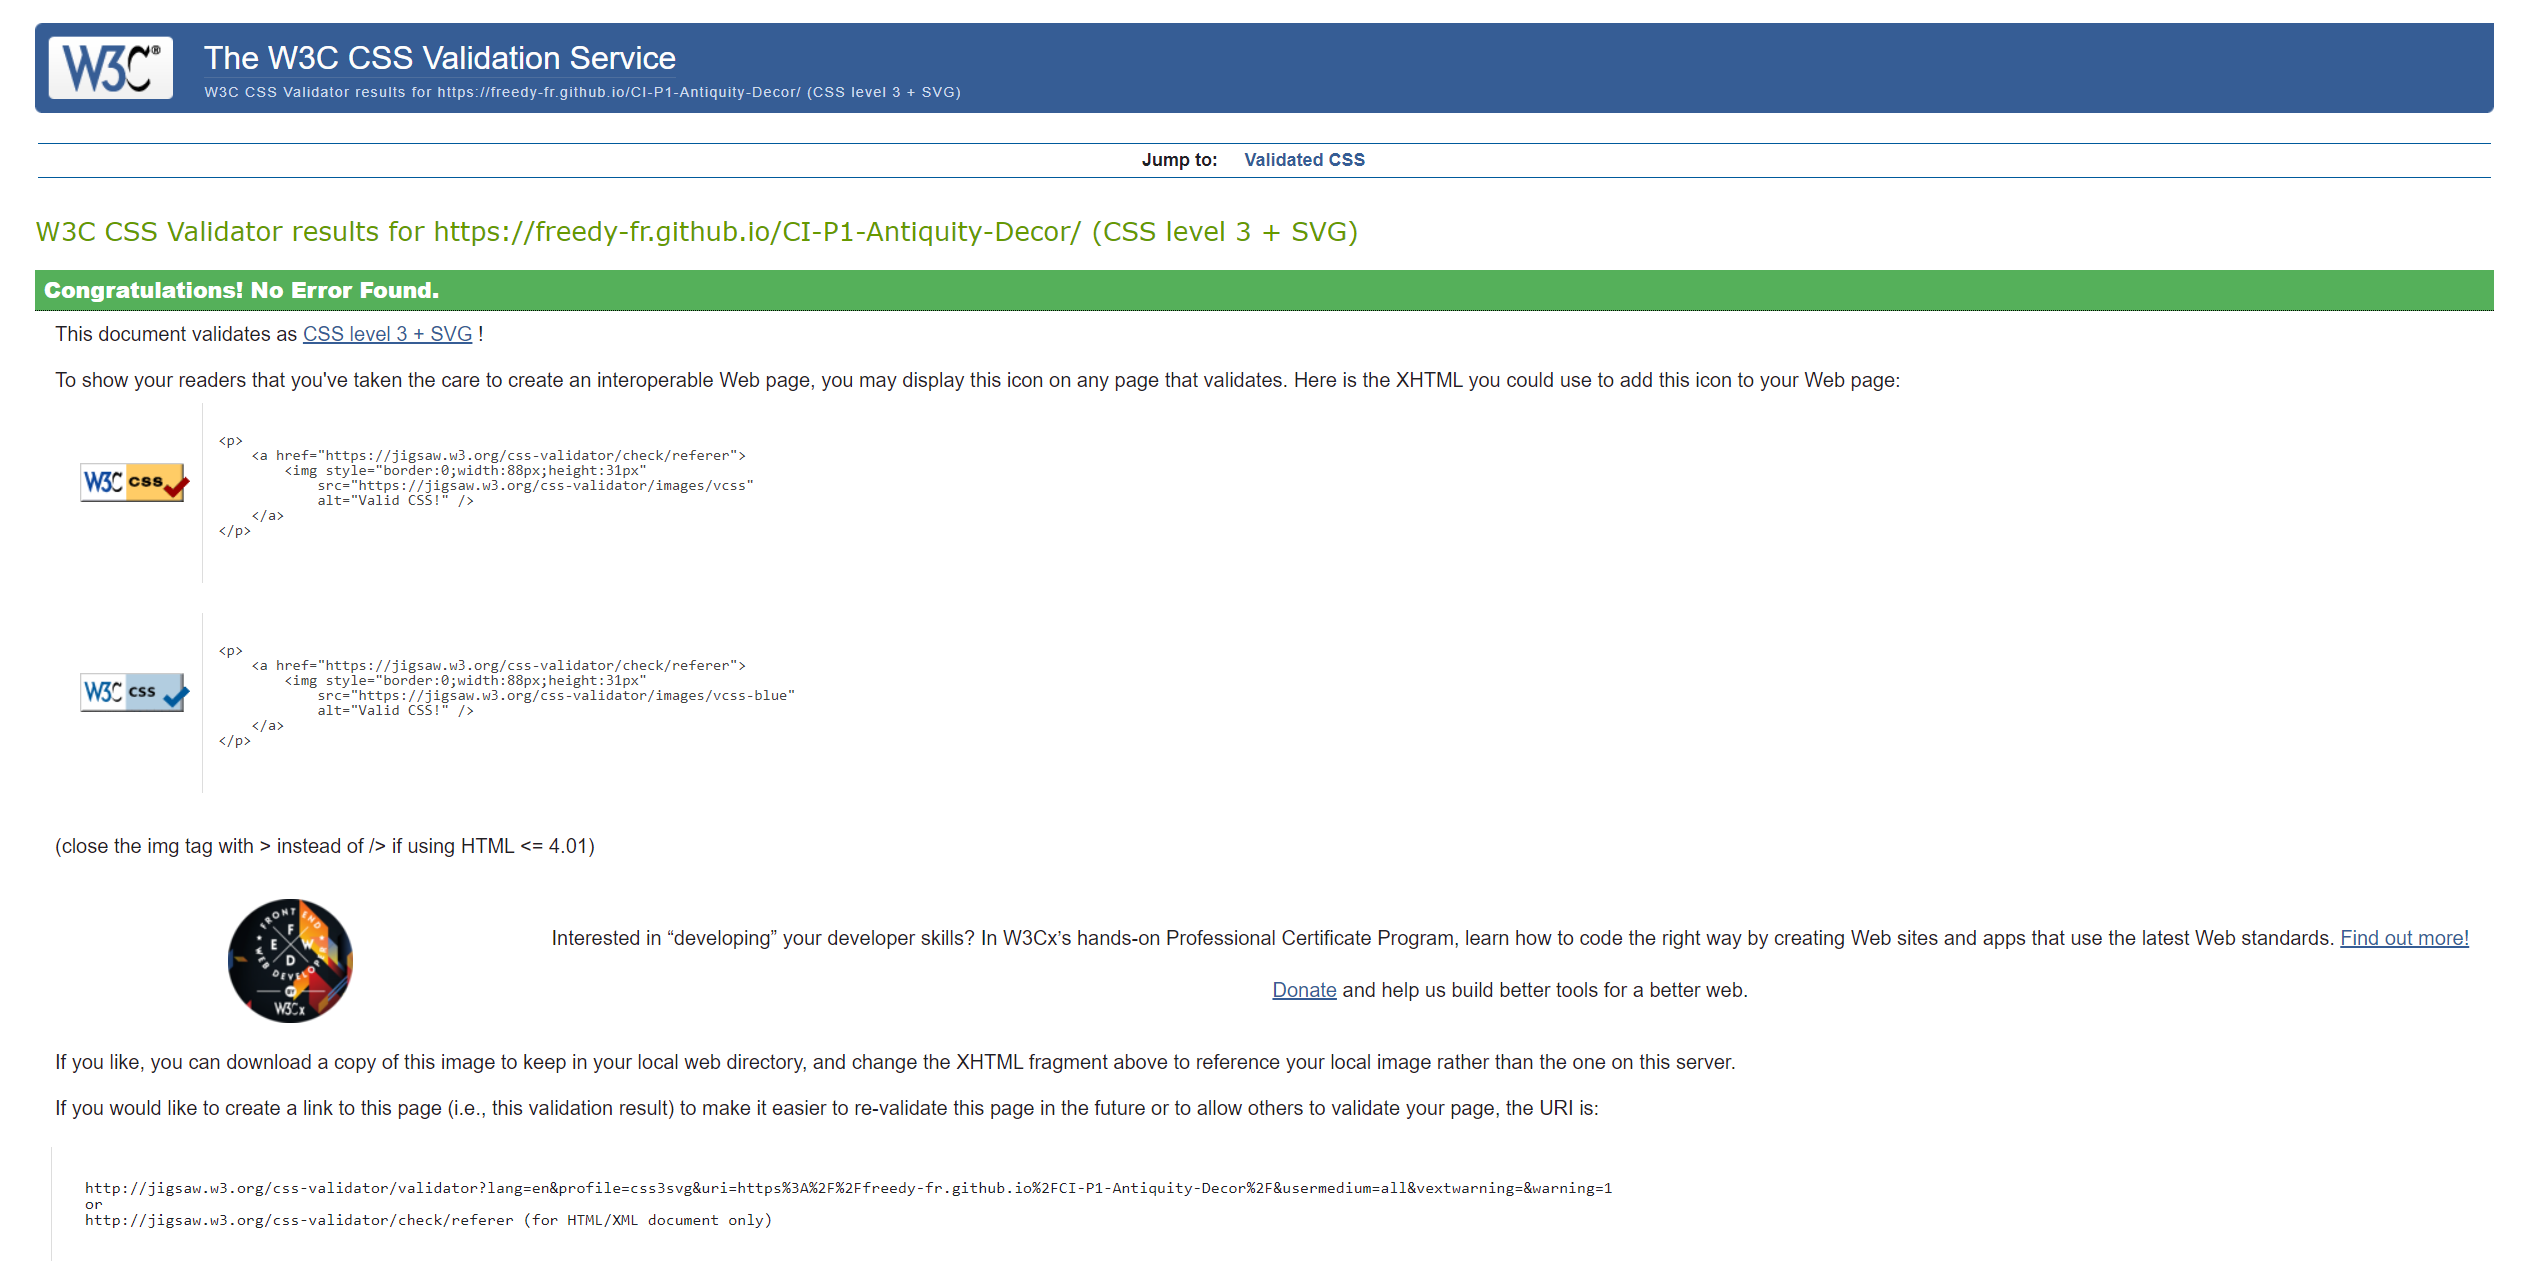 W3C®
The W3C CSS Validation Service
W3C CSS Validator results for https://freedy-fr.github.io/CI-P1-Antiquity-Decor/ (CSS level 3 + SVG)
Jump to: Validated CSS
W3C CSS Validator results for https://freedy-fr.github.io/CI-P1-Antiquity-Decor/ (CSS level 3 + SVG)
Congratulations! No Error Found.
This document validates as CSS level 3 + SVG !
To show your readers that you've taken the care to create an interoperable Web page, you may display this icon on any page that validates. Here is the XHTML you could use to add this icon to your Web page:
W3C css
<p>
<a href="https://jigsaw.w3.org/css-validator/check/referer">
<img style="border:0;width:88px;height:31px"
src="https://jigsaw.w3.org/css-validator/images/vcss"
alt="Valid CSS!" />
</a>
</p>
W3C css
<p>
<a href="https://jigsaw.w3.org/css-validator/check/referer">
<img style="border:0;width:88px;height:31px"
src="https://jigsaw.w3.org/css-validator/images/vcss-blue"
alt="Valid CSS!" />
</a>
</p>
(close the img tag with > instead of /> if using HTML <= 4.01)
FRONT END
F
E W
D
WEB DEVELOPER
BY
W3Cx
Interested in “developing” your developer skills? In W3Cx’s hands-on Professional Certificate Program, learn how to code the right way by creating Web sites and apps that use the latest Web standards. Find out more!
Donate and help us build better tools for a better web.
If you like, you can download a copy of this image to keep in your local web directory, and change the XHTML fragment above to reference your local image rather than the one on this server.
If you would like to create a link to this page (i.e., this validation result) to make it easier to re-validate this page in the future or to allow others to validate your page, the URI is:
http://jigsaw.w3.org/css-validator/validator?lang=en&profile=css3svg&uri=https%3A%2F%2Ffreedy-fr.github.io%2FCI-P1-Antiquity-Decor%2F&usermedium=all&vextwarning=&warning=1
or
http://jigsaw.w3.org/css-validator/check/referer (for HTML/XML document only)